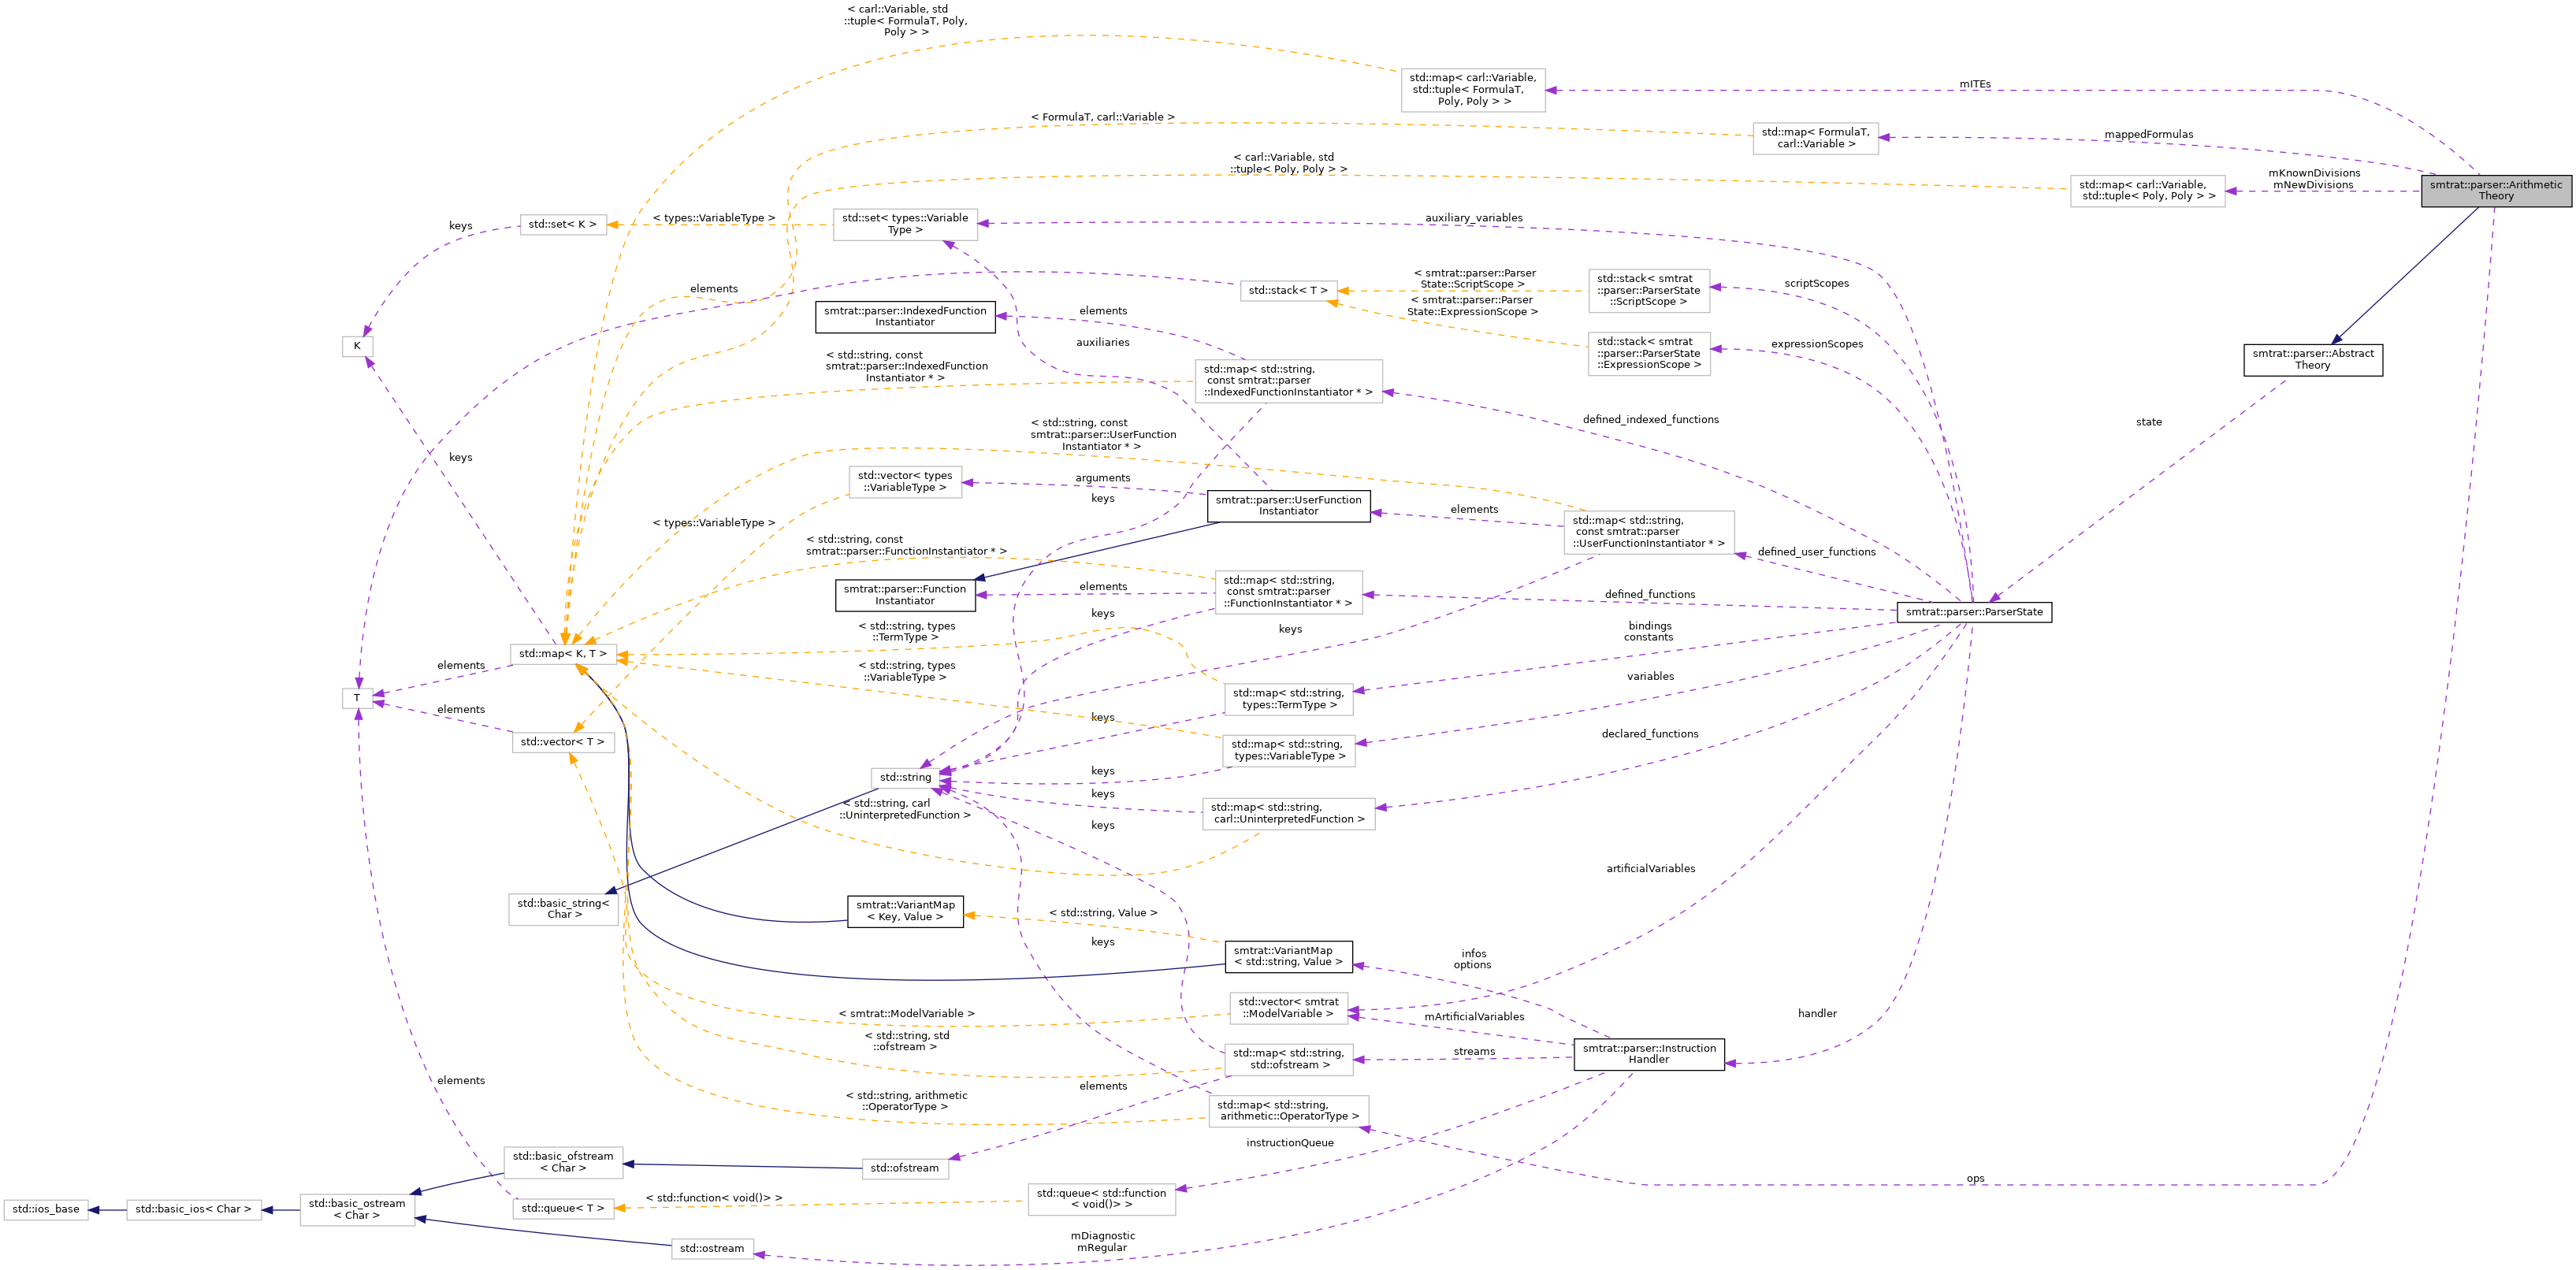 < carl::Variable, std
::tuple< FormulaT, Poly,
Poly > >
std::map< carl::Variable,
std::tuple< FormulaT,
Poly, Poly > >
mITEs
< FormulaT, carl::Variable >
std::map< FormulaT,
carl::Variable >
mappedFormulas
< carl::Variable, std
::tuple< Poly, Poly > >
std::map< carl::Variable,
std::tuple< Poly, Poly > >
mKnownDivisions
mNewDivisions
smtrat::parser::Arithmetic
Theory
keys
std::set< K >
< types::VariableType >
std::set< types::Variable
Type >
auxiliary_variables
elements
std::stack< T >
< smtrat::parser::Parser
State::ScriptScope >
< smtrat::parser::Parser
State::ExpressionScope >
std::stack< smtrat
::parser::ParserState
::ScriptScope >
scriptScopes
smtrat::parser::IndexedFunction
Instantiator
elements
auxiliaries
K
std::stack< smtrat
::parser::ParserState
::ExpressionScope >
expressionScopes
smtrat::parser::Abstract
Theory
< std::string, const
smtrat::parser::IndexedFunction
Instantiator * >
std::map< std::string,
const smtrat::parser
::IndexedFunctionInstantiator * >
defined_indexed_functions
state
keys
< std::string, const
smtrat::parser::UserFunction
Instantiator * >
std::vector< types
::VariableType >
arguments
keys
smtrat::parser::UserFunction
Instantiator
elements
std::map< std::string,
const smtrat::parser
::UserFunctionInstantiator * >
defined_user_functions
< types::VariableType >
< std::string, const
smtrat::parser::FunctionInstantiator * >
smtrat::parser::Function
Instantiator
elements
keys
std::map< std::string,
const smtrat::parser
::FunctionInstantiator * >
defined_functions
smtrat::parser::ParserState
std::map< K, T >
elements
< std::string, types
::TermType >
keys
bindings
constants
< std::string, types
::VariableType >
std::map< std::string,
types::TermType >
variables
T
elements
keys
std::vector< T >
std::map< std::string,
types::VariableType >
declared_functions
std::string
keys
keys
< std::string, carl
::UninterpretedFunction >
std::map< std::string,
carl::UninterpretedFunction >
keys
artificialVariables
std::basic_string<
Char >
smtrat::VariantMap
< Key, Value >
< std::string, Value >
keys
smtrat::VariantMap
< std::string, Value >
infos
options
< smtrat::ModelVariable >
std::vector< smtrat
::ModelVariable >
mArtificialVariables
handler
< std::string, std
::ofstream >
std::map< std::string,
std::ofstream >
streams
smtrat::parser::Instruction
Handler
elements
elements
< std::string, arithmetic
::OperatorType >
std::map< std::string,
arithmetic::OperatorType >
instructionQueue
std::basic_ofstream
< Char >
std::ofstream
ops
std::ios_base
std::basic_ios< Char >
std::basic_ostream
< Char >
std::queue< T >
< std::function< void()> >
std::queue< std::function
< void()> >
std::ostream
mDiagnostic
mRegular